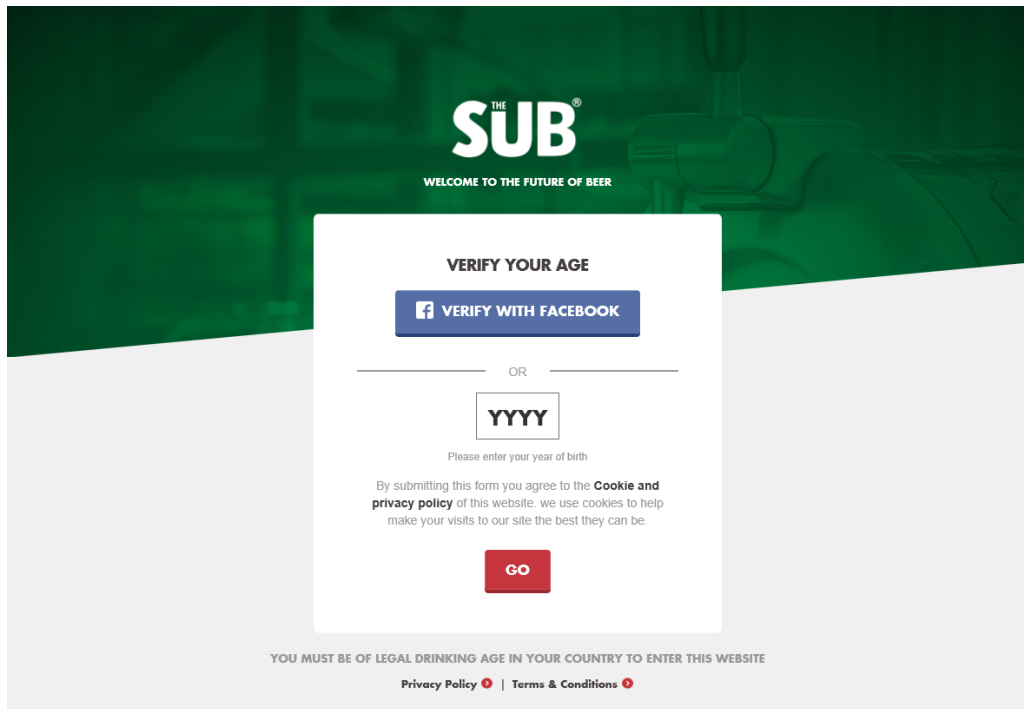 THE
SUB®
WELCOME TO THE FUTURE OF BEER
VERIFY YOUR AGE
VERIFY WITH FACEBOOK
OR
YYYY
Please enter your year of birth
By submitting this form you agree to the Cookie and
privacy policy of this website. we use cookies to help
make your visits to our site the best they can be.
GO
YOU MUST BE OF LEGAL DRINKING AGE IN YOUR COUNTRY TO ENTER THIS WEBSITE
Privacy Policy | Terms & Conditions